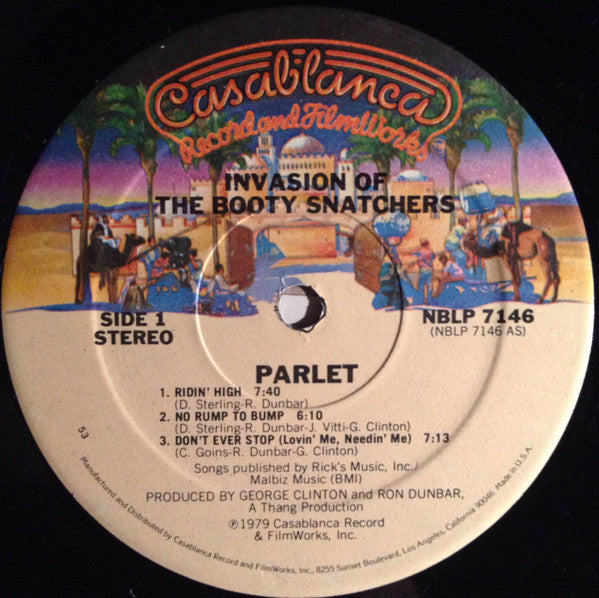 Casablanca
Record and FilmWorks
INVASION OF
THE BOOTY SNATCHERS
SIDE 1
STEREO
NBLP 7146
(NBLP 7146 AS)
PARLET
1. RIDIN' HIGH 7:40
(D. Sterling-R. Dunbar)
2. NO RUMP TO BUMP 6:10
(D. Sterling-R. Dunbar-J. Vitti-G. Clinton)
3. DON'T EVER STOP (Lovin' Me, Needin' Me) 7:13
(C. Goins-R. Dunbar-G. Clinton)
Songs published by Rick's Music, Inc./
Malbiz Music (BMI)
PRODUCED BY GEORGE CLINTON and RON DUNBAR,
A Thang Production
℗1979 Casablanca Record
& FilmWorks, Inc.
53
Manufactured and Distributed by Casablanca Record and FilmWorks, Inc., 8255 Sunset Boulevard, Los Angeles, California 90046. Made in U.S.A.